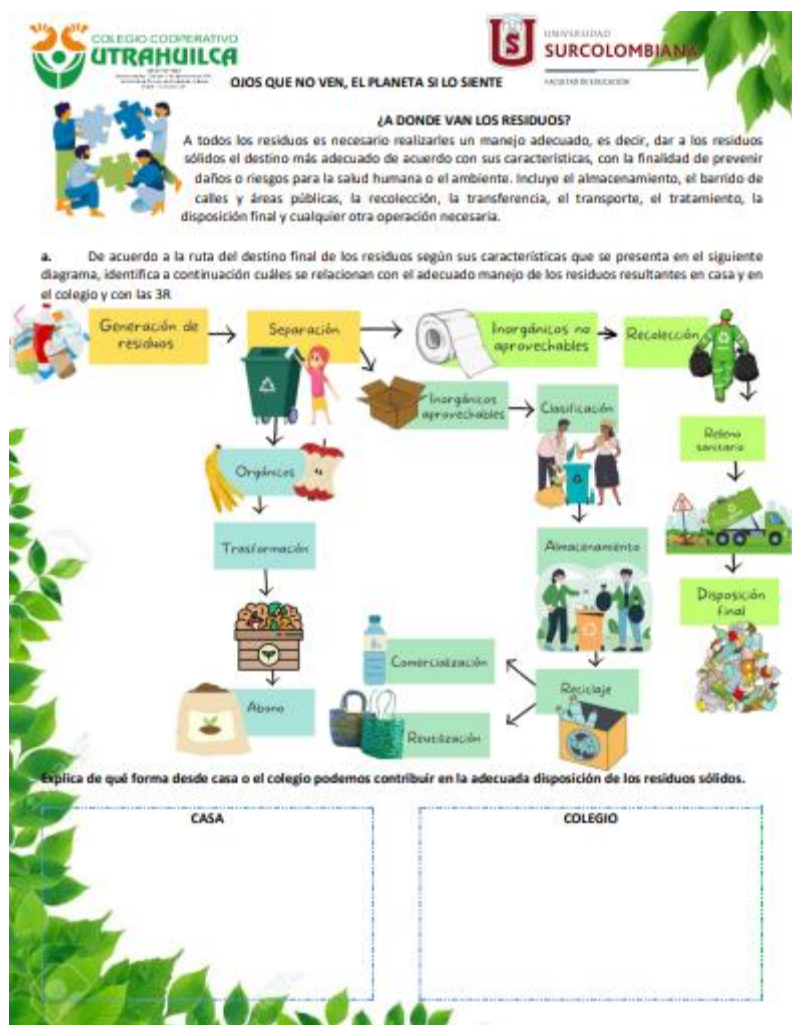 COLEGIO COOPERATIVO
UTRAHUILCA
UNIVERSIDAD
SURCOLOMBIANA
FACULTAD DE EDUCACIÓN
OJOS QUE NO VEN, EL PLANETA SI LO SIENTE
¿A DONDE VAN LOS RESIDUOS?
A todos los residuos es necesario realizarles un manejo adecuado, es decir, dar a los residuos
sólidos el destino más adecuado de acuerdo con sus características, con la finalidad de prevenir
daños o riesgos para la salud humana o el ambiente. Incluye el almacenamiento, el barrido de
calles y áreas públicas, la recolección, la transferencia, el transporte, el tratamiento, la
disposición final y cualquier otra operación necesaria.
a. De acuerdo a la ruta del destino final de los residuos según sus características que se presenta en el siguiente
diagrama, identifica a continuación cuáles se relacionan con el adecuado manejo de los residuos resultantes en casa y en
el colegio y con las 3R
Generación de
residuos
Separación
Inorgánicos no
aprovechables
Recolección
Inorgánicos
aprovechables
Clasificación
Relleno
sanitario
Orgánicos
Trasformación
Almacenamiento
Disposición
final
Comercialización
Reciclaje
Abono
Reutilización
Explica de qué forma desde casa o el colegio podemos contribuir en la adecuada disposición de los residuos sólidos.
CASA
COLEGIO